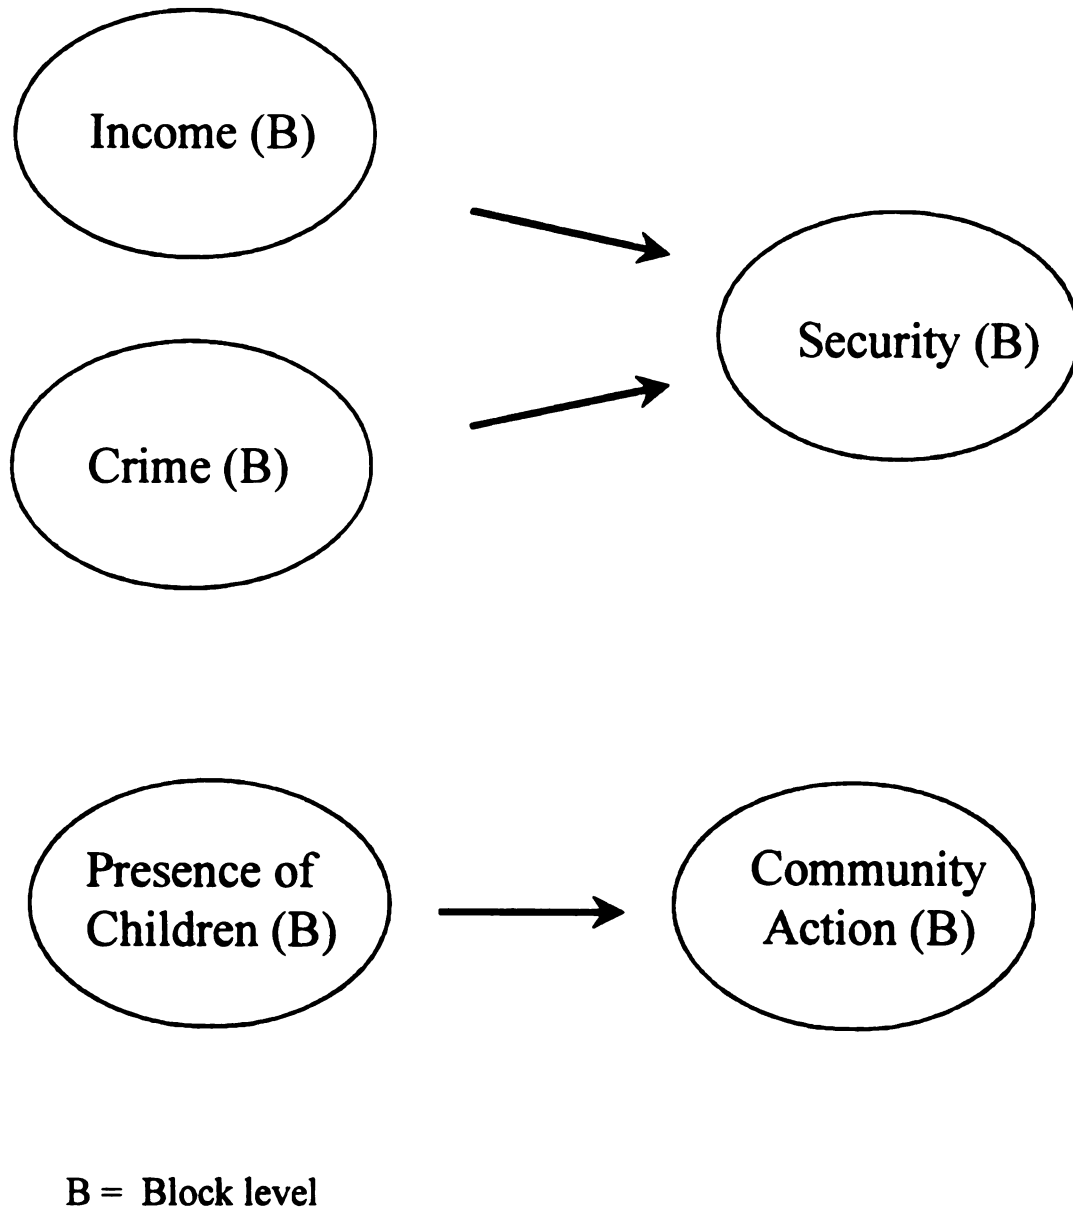 Income (B)
Security (B)
Crime (B)
Presence of
Children (B)
Community
Action (B)
B = Block level